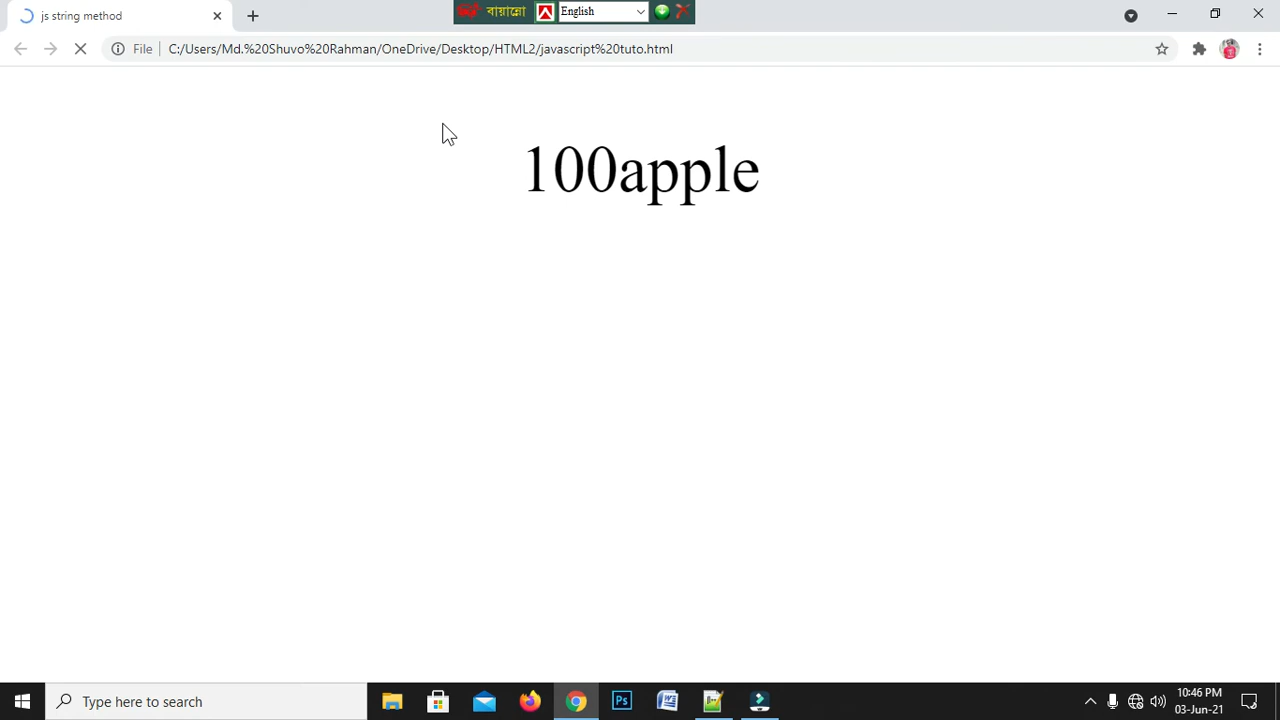 js string method
বায়ান্নো English
File C:/Users/Md.%20Shuvo%20Rahman/OneDrive/Desktop/HTML2/javascript%20tuto.html
100apple
Type here to search
Ps
10:46 PM
03-Jun-21